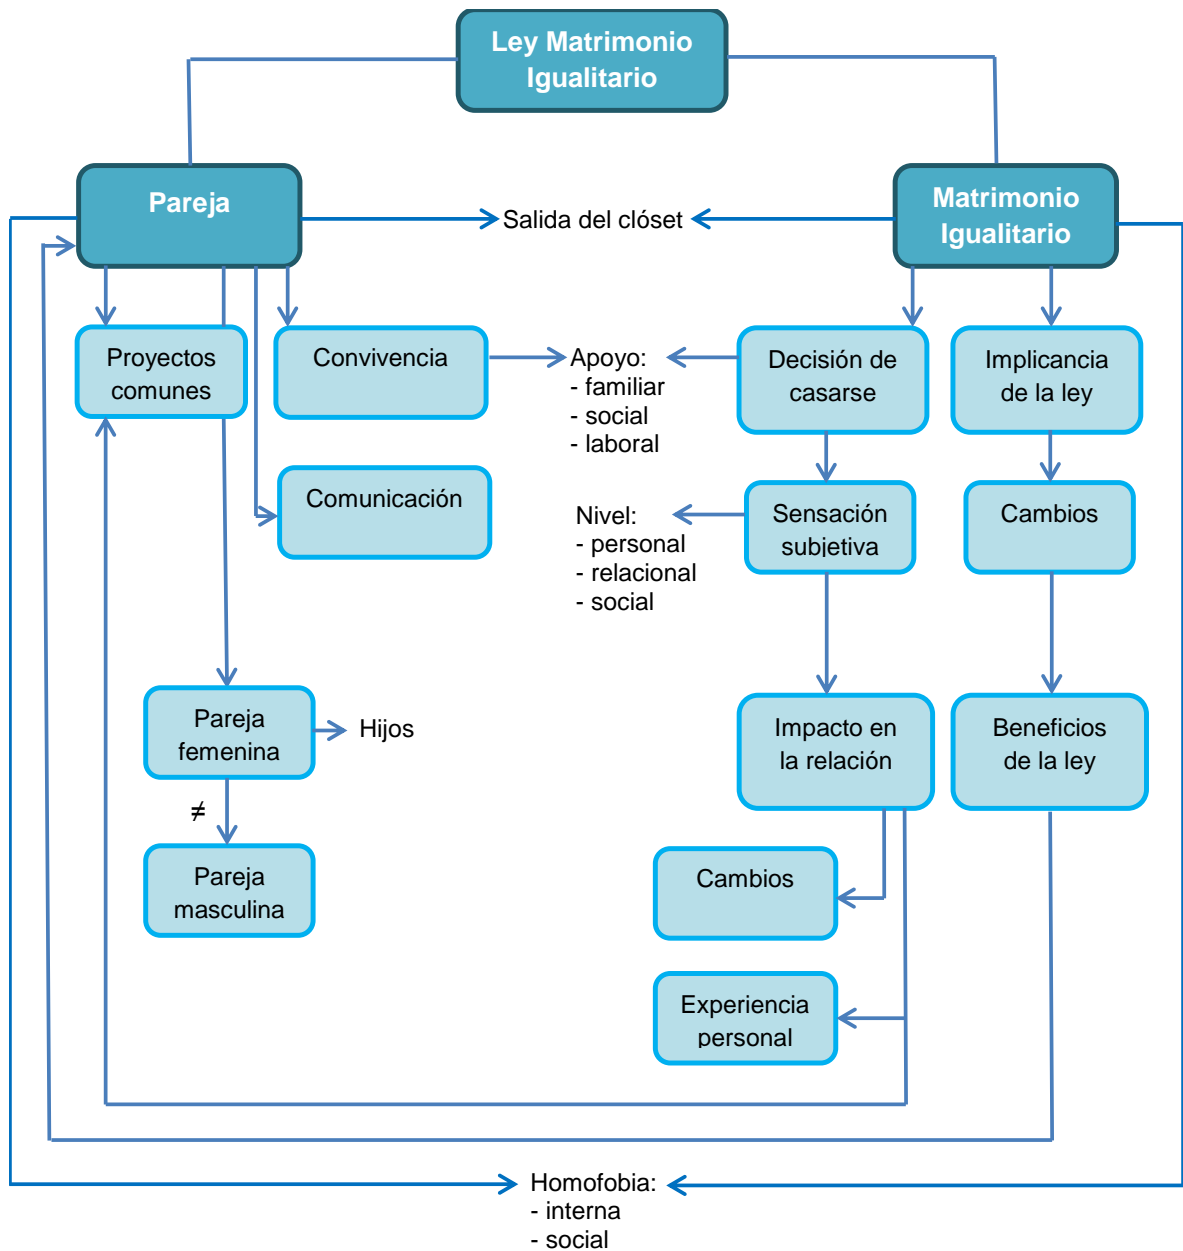 Ley Matrimonio
Igualitario
Pareja
Salida del clóset
Matrimonio
Igualitario
Proyectos
comunes
Convivencia
Apoyo:
- familiar
- social
- laboral
Decisión de
casarse
Implicancia
de la ley
Comunicación
Nivel:
- personal
- relacional
- social
Sensación
subjetiva
Cambios
Pareja
femenina
Hijos
Impacto en
la relación
Beneficios
de la ley
≠
Pareja
masculina
Cambios
Experiencia
personal
Homofobia:
- interna
- social